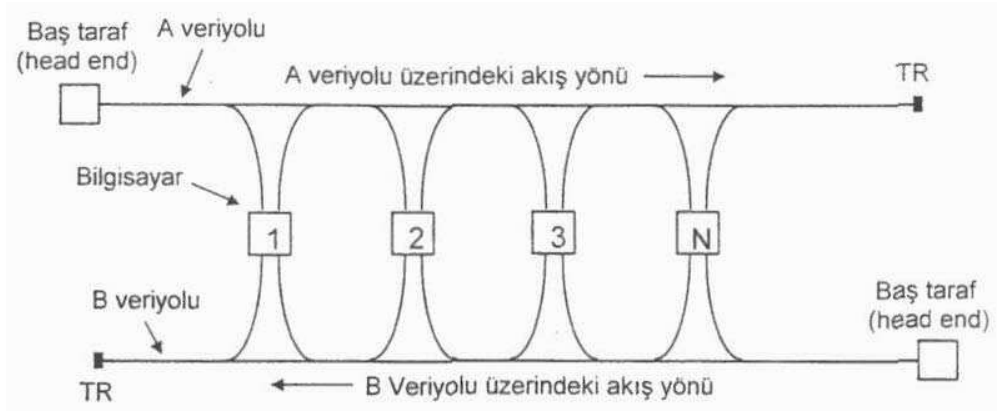 Baş taraf
(head end)
A veriyolu
A veriyolu üzerindeki akış yönü
TR
Bilgisayar
1
2
3
N
B veriyolu
Baş taraf
(head end)
TR
B Veriyolu üzerindeki akış yönü